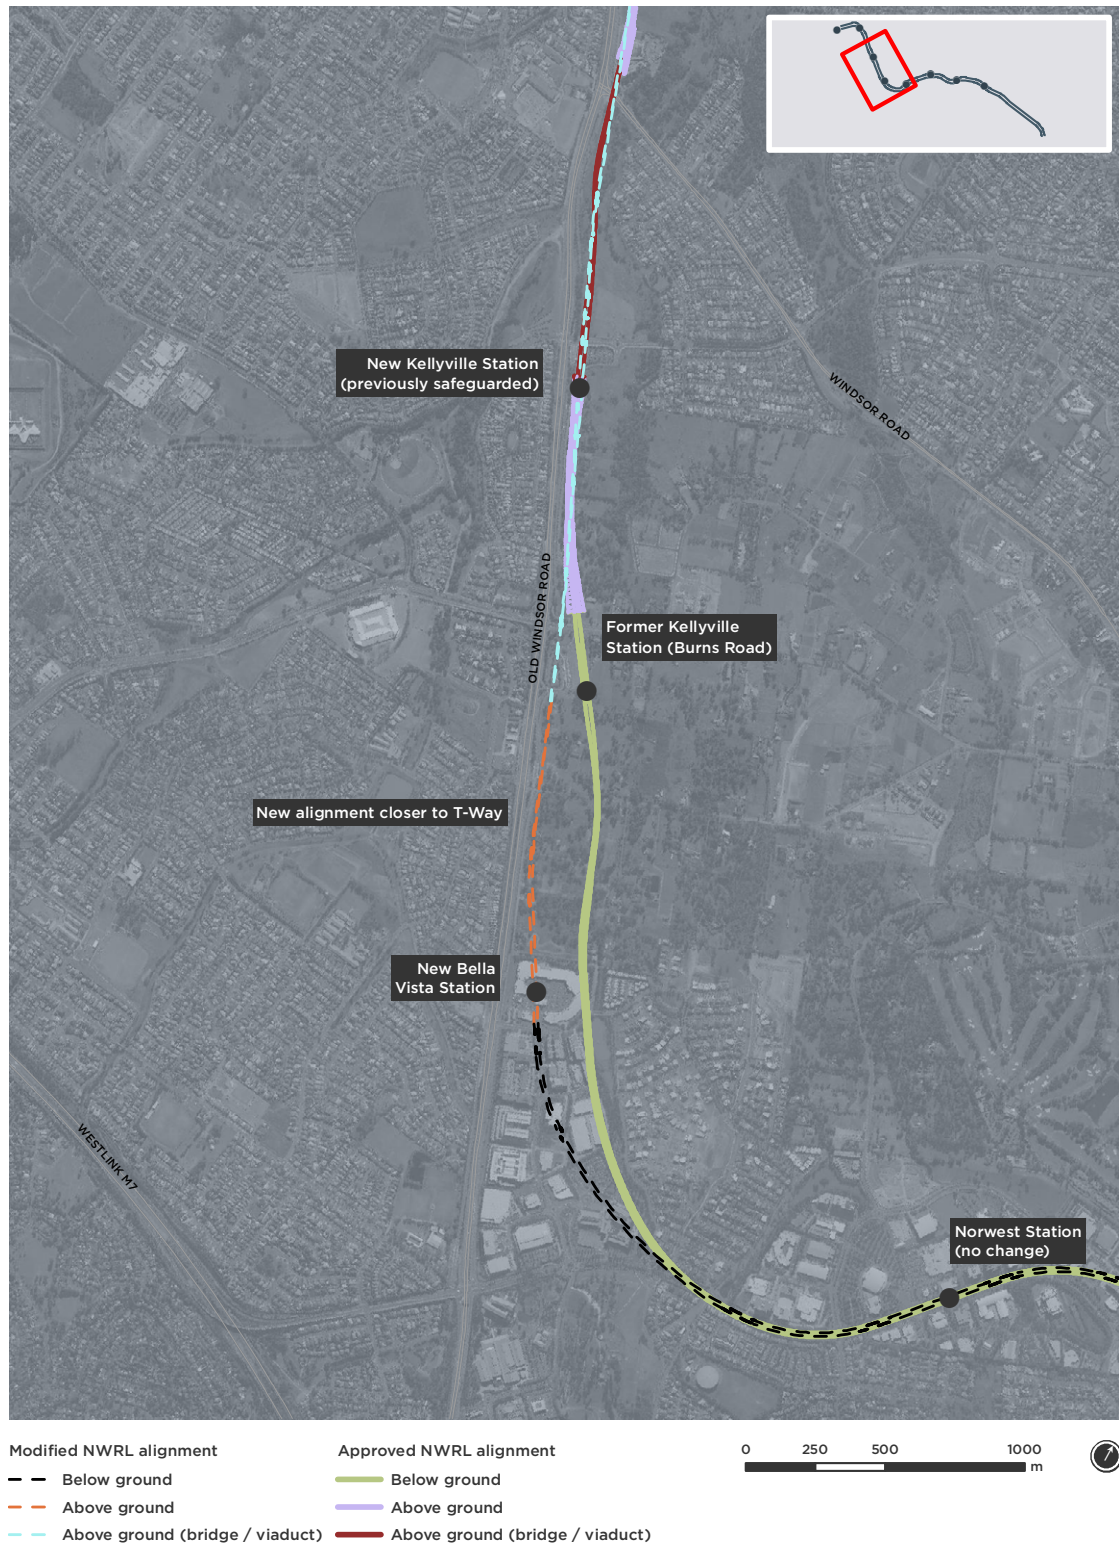 New Kellyville Station
(previously safeguarded)
WINDSOR ROAD
OLD WINDSOR ROAD
Former Kellyville
Station (Burns Road)
New alignment closer to T-Way
New Bella
Vista Station
WESTLINK M7
Norwest Station
(no change)
Modified NWRL alignment
Below ground
Above ground
Above ground (bridge / viaduct)
Approved NWRL alignment
Below ground
Above ground
Above ground (bridge / viaduct)
0 250 500 1000
m